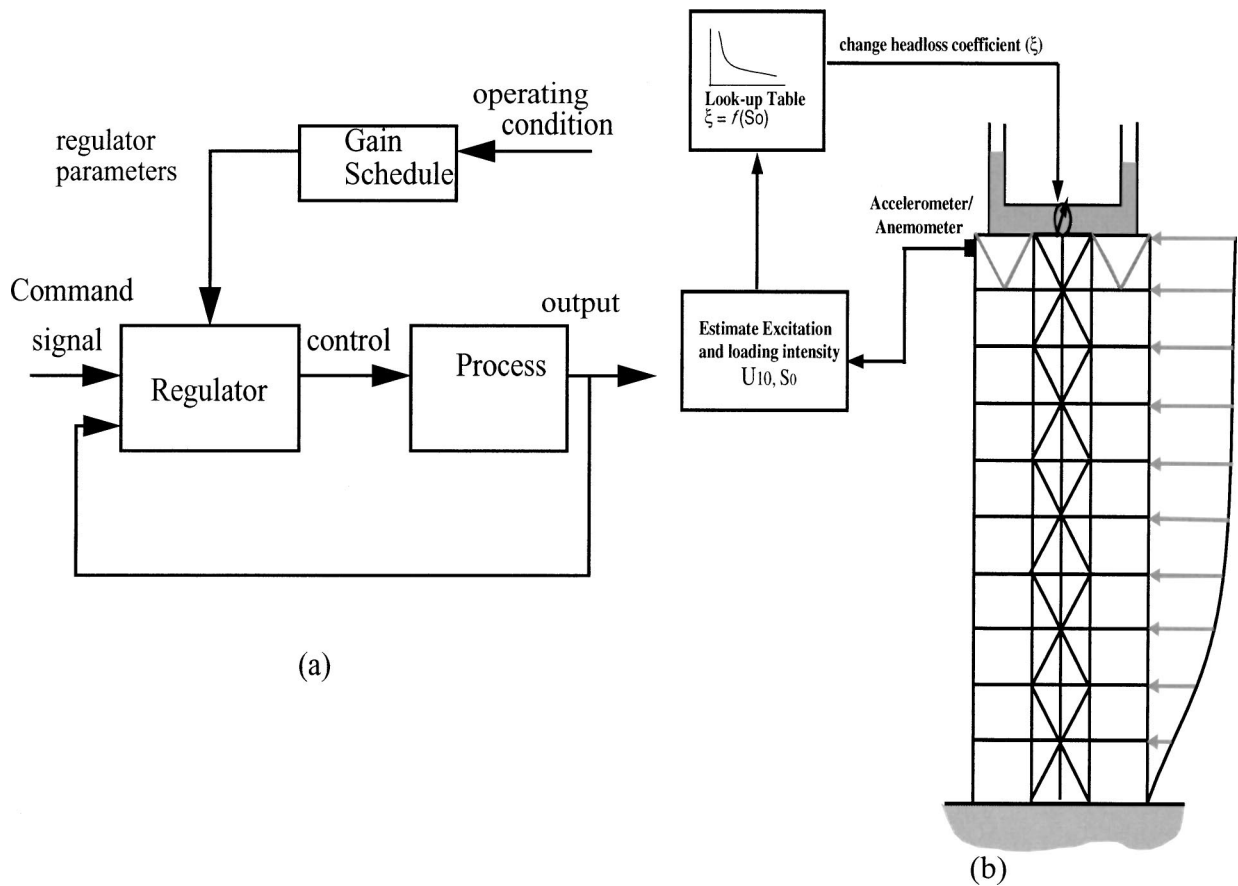 operating
condition
regulator
parameters
Gain
Schedule
Command
signal
Regulator
control
Process
output
(a)
Look-up Table
ξ = f(So)
change headloss coefficient (ξ)
Accelerometer/
Anemometer
Estimate Excitation
and loading intensity
U10, S0
(b)